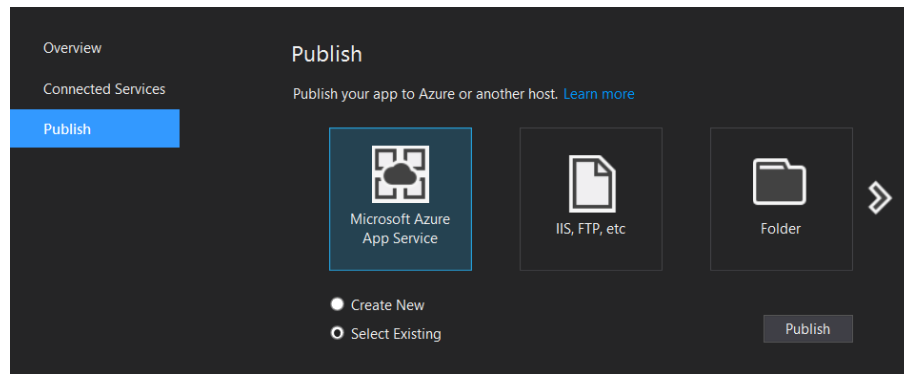 Overview
Connected Services
Publish
Publish
Publish your app to Azure or another host. Learn more
Microsoft Azure
App Service
IIS, FTP, etc
Folder
Create New
Select Existing
Publish